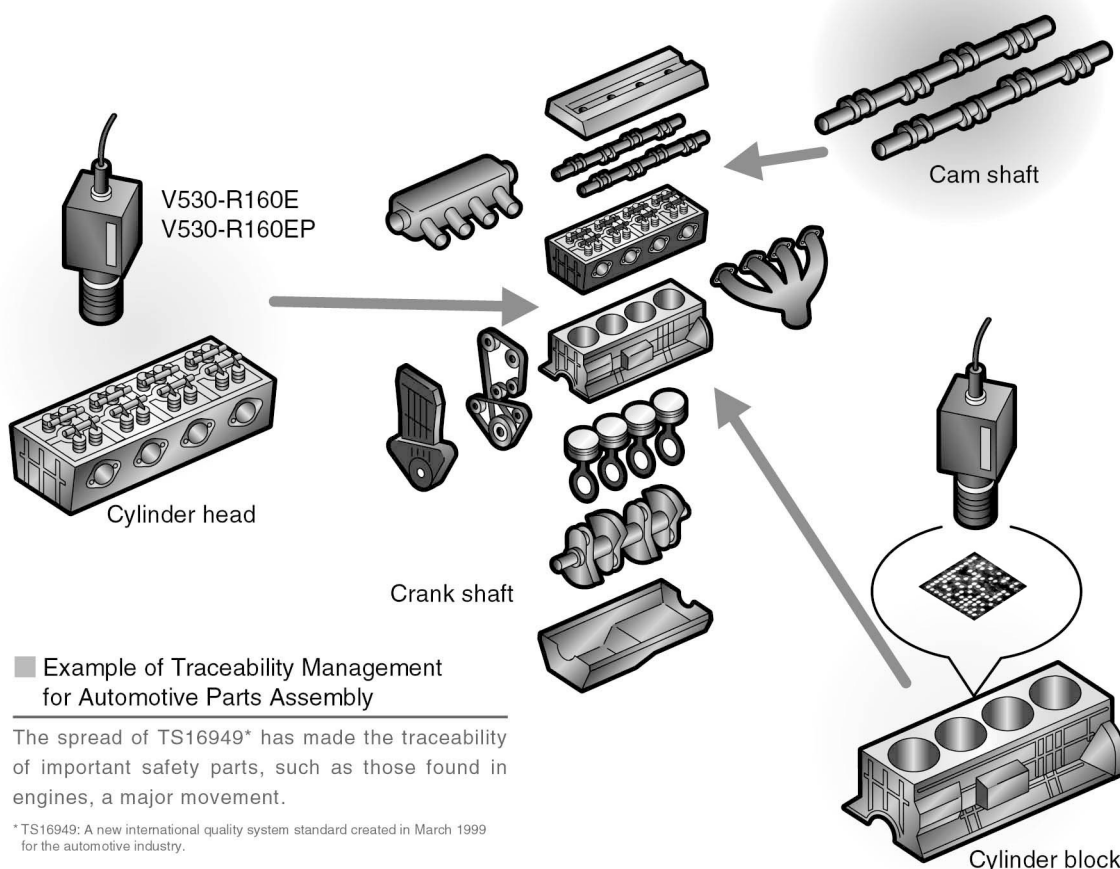 V530-R160E
V530-R160EP
Cam shaft
Cylinder head
Crank shaft
Example of Traceability Management
for Automotive Parts Assembly
The spread of TS16949* has made the traceability
of important safety parts, such as those found in
engines, a major movement.
* TS16949: A new international quality system standard created in March 1999
for the automotive industry.
Cylinder block